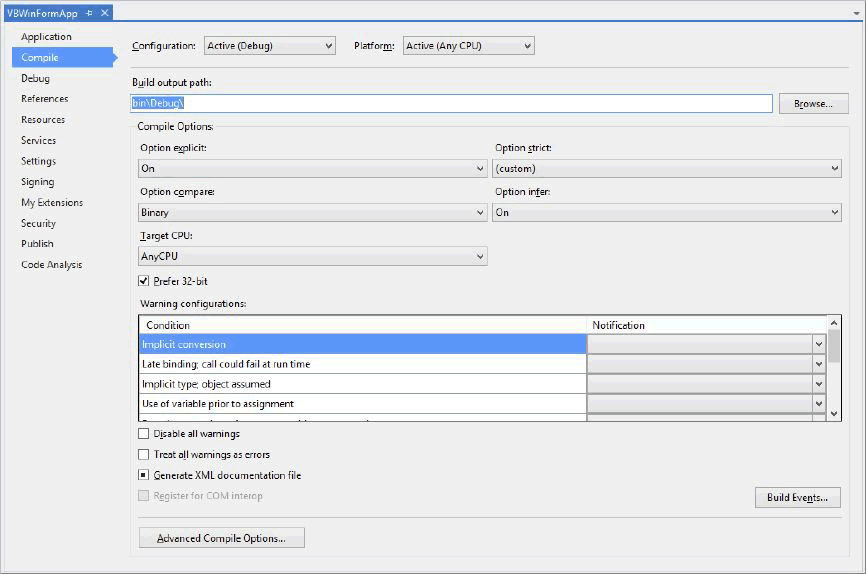 VBWinFormApp
Application
Compile
Debug
References
Resources
Services
Settings
Signing
My Extensions
Security
Publish
Code Analysis
Configuration: Active (Debug) Platform: Active (Any CPU)
Build output path:
bin\Debug\ Browse...
Compile Options:
Option explicit: Option strict:
On (custom)
Option compare: Option infer:
Binary On
Target CPU:
AnyCPU
Prefer 32-bit
Warning configurations:
Condition Notification
Implicit conversion
Late binding; call could fail at run time
Implicit type; object assumed
Use of variable prior to assignment
Disable all warnings
Treat all warnings as errors
Generate XML documentation file
Register for COM interop
Build Events...
Advanced Compile Options...